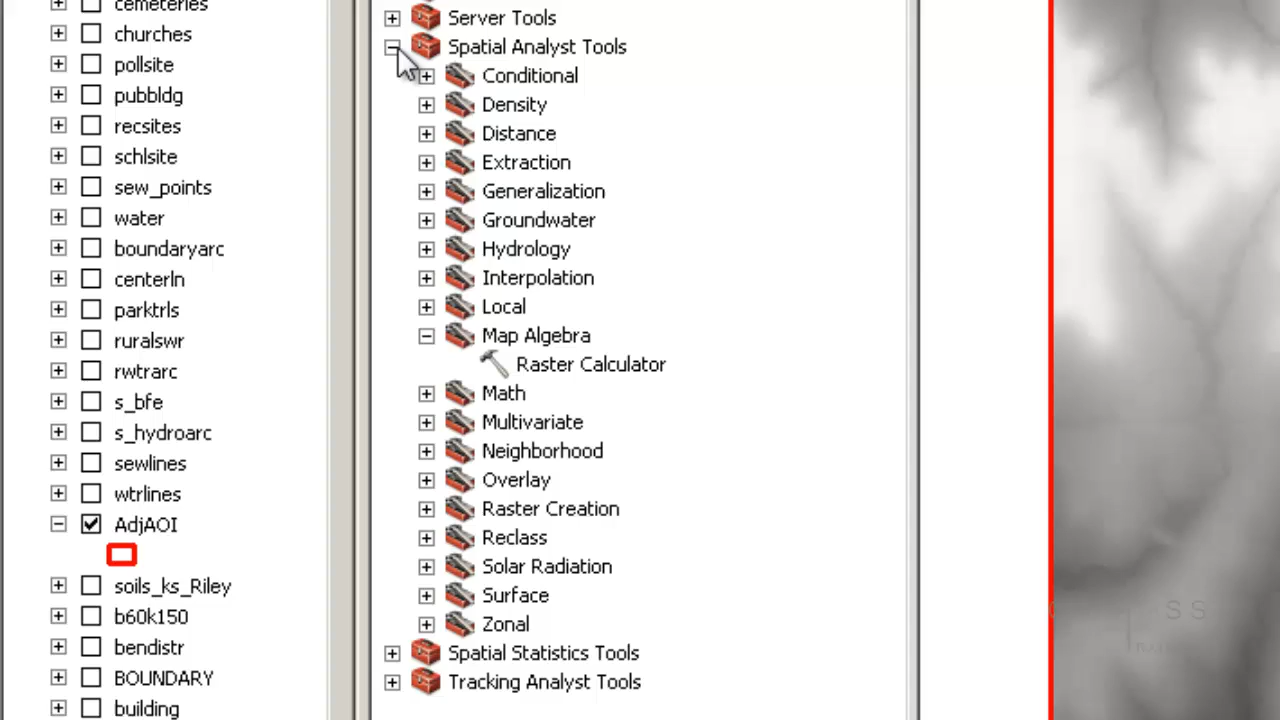 cemeteries
churches
pollsite
pubbldg
recsites
schlsite
sew_points
water
boundaryarc
centerln
parktrls
ruralswr
rwtrarc
s_bfe
s_hydroarc
sewlines
wtrlines
AdjAOI
soils_ks_Riley
b60k150
bendistr
BOUNDARY
building
Server Tools
Spatial Analyst Tools
Conditional
Density
Distance
Extraction
Generalization
Groundwater
Hydrology
Interpolation
Local
Map Algebra
Raster Calculator
Math
Multivariate
Neighborhood
Overlay
Raster Creation
Reclass
Solar Radiation
Surface
Zonal
Spatial Statistics Tools
Tracking Analyst Tools